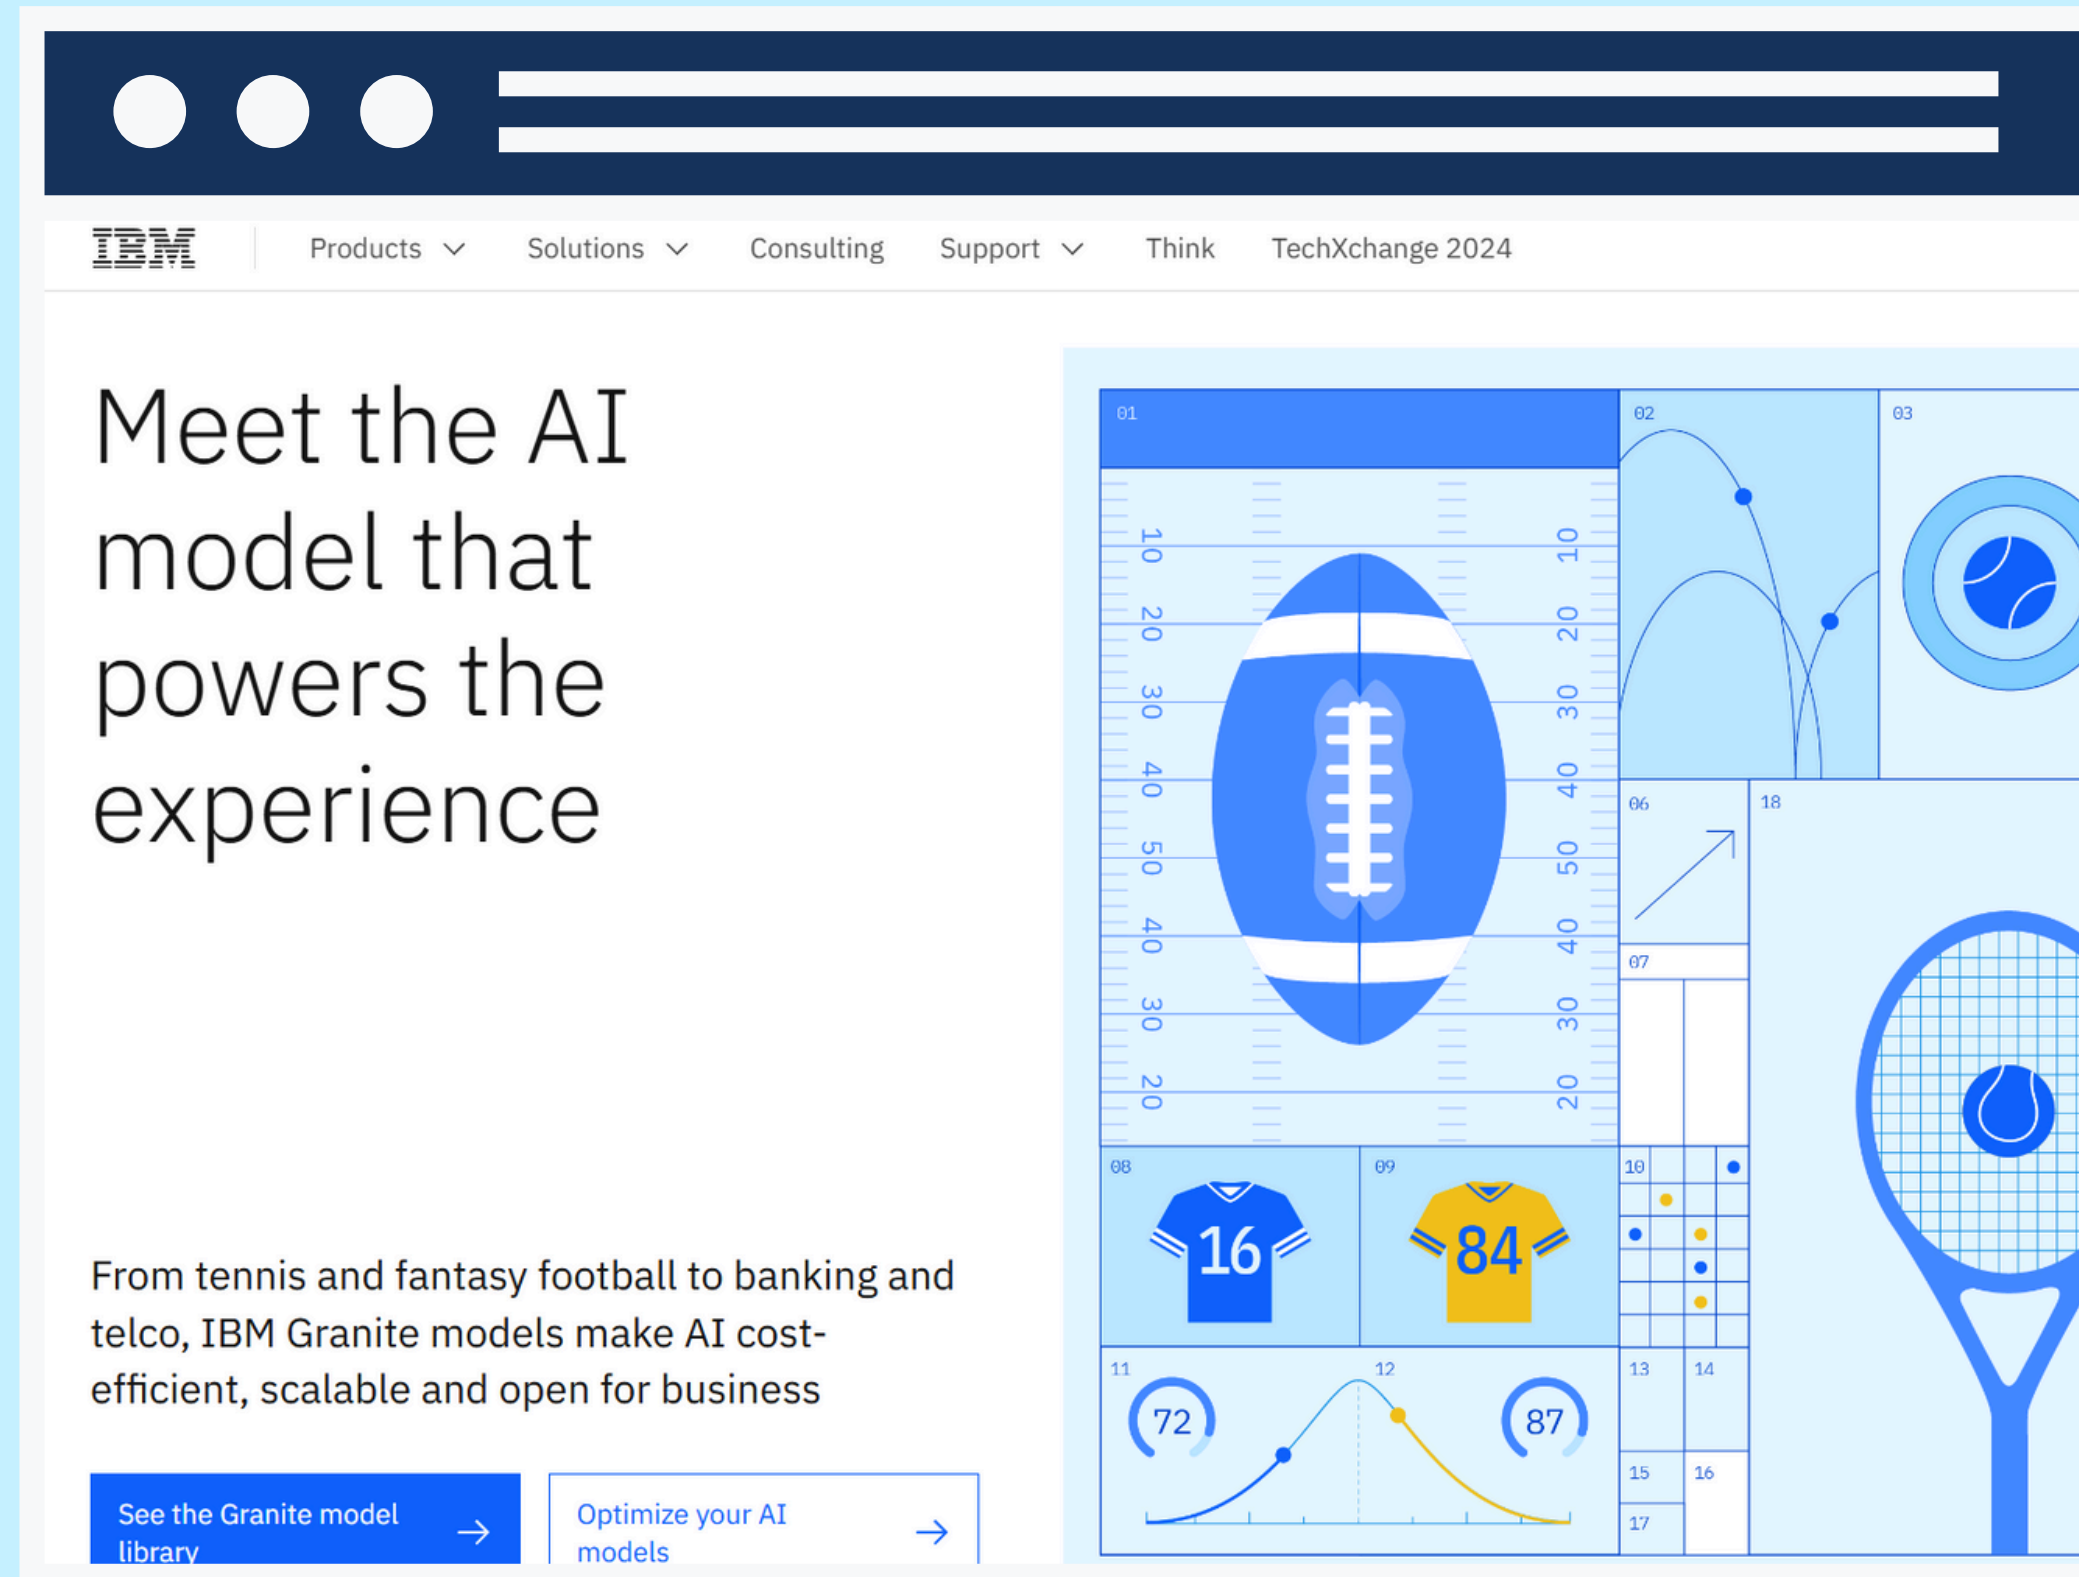 IBM
Products
Solutions
Consulting
Support
Think
TechXchange 2024
Meet the AI
model that
powers the
experience
From tennis and fantasy football to banking and
telco, IBM Granite models make AI cost-
efficient, scalable and open for business
See the Granite model
library
Optimize your AI
models
01
02
03
10 10
20 20
30 30
40 40
50 50
40 40
30 30
20 20
06
18
07
08
16
09
84
10
11
72
12
87
13
14
15
16
17